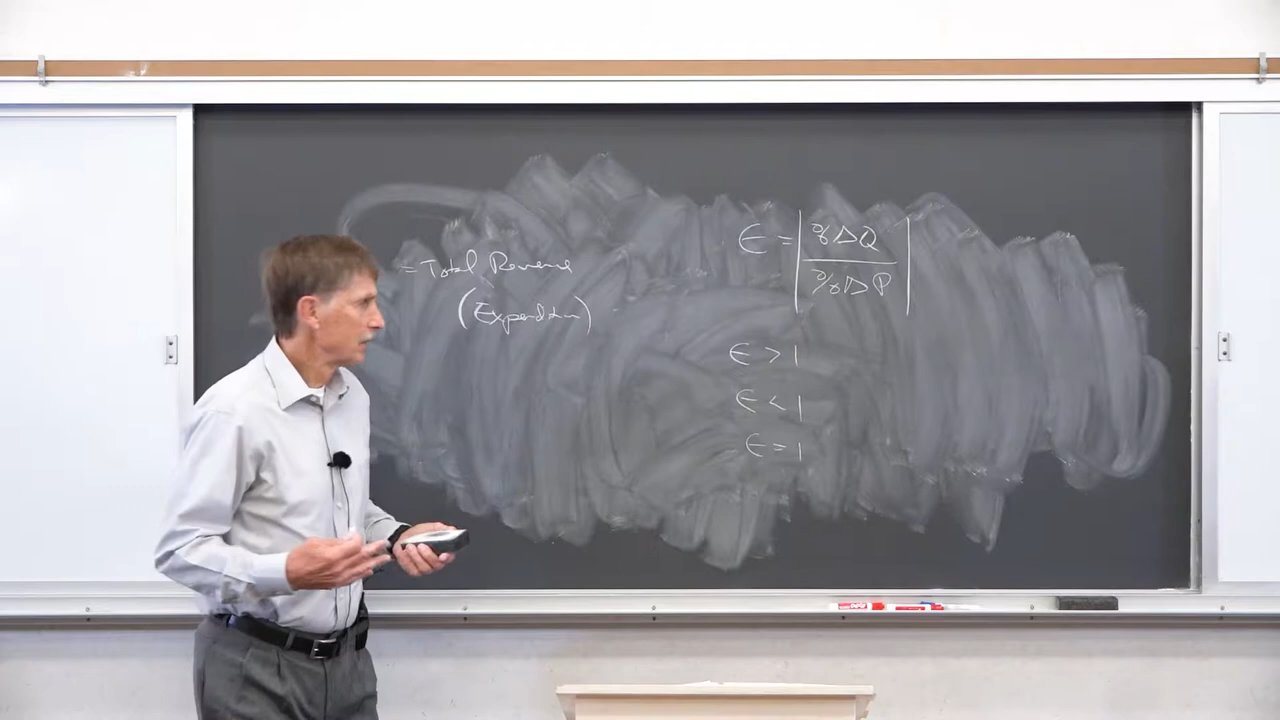 = Total Revenue
(Expenditure)
ϵ = |%ΔQ
%ΔP|
ϵ > 1
ϵ < 1
ϵ = 1